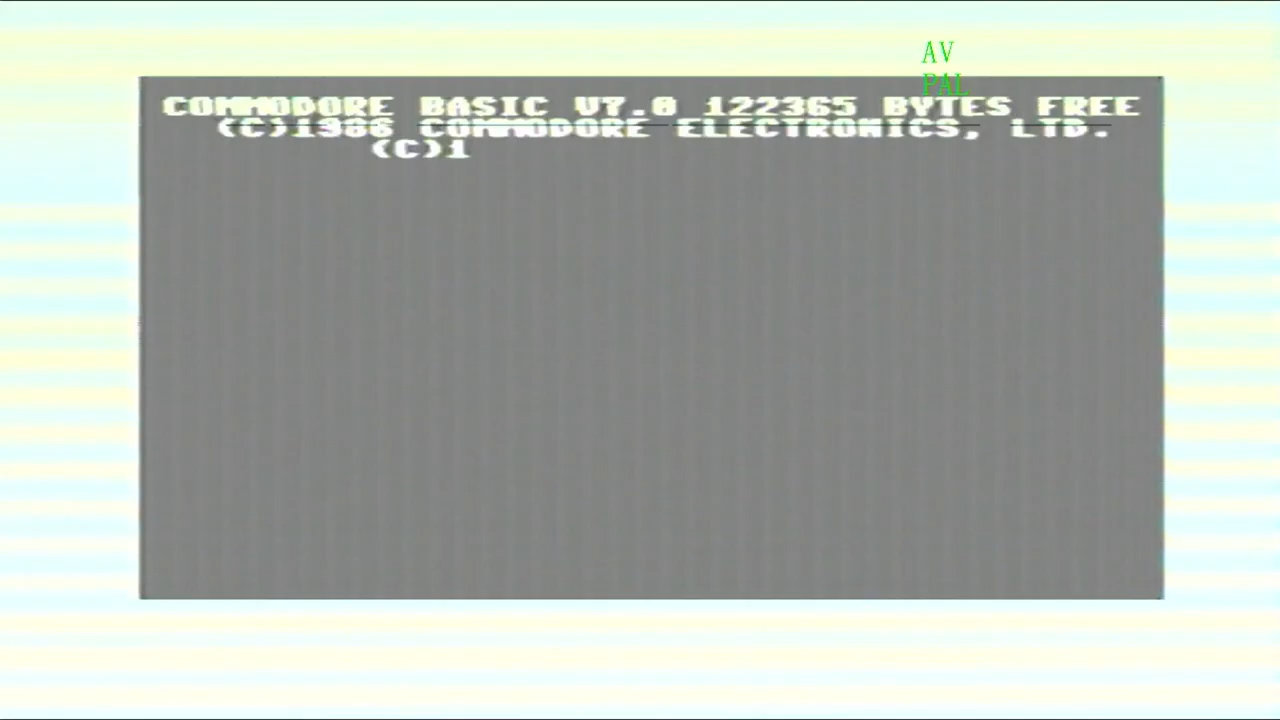 AV
PAL
COMMODORE BASIC V7.0 122365 BYTES FREE
(C)1986 COMMODORE ELECTRONICS, LTD.
(C)1